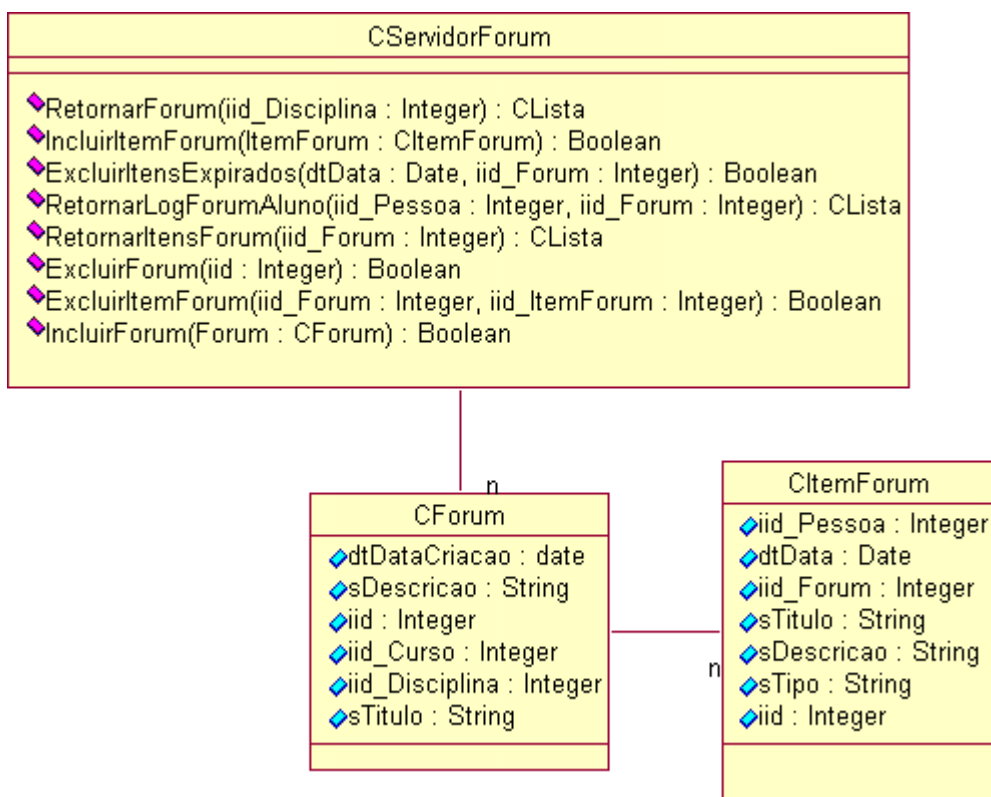 CServidorForum
RetornarForum(iid_Disciplina : Integer) : CLista
IncluirItemForum(ItemForum : CItemForum) : Boolean
ExcluirItensExpirados(dtData : Date, iid_Forum : Integer) : Boolean
RetornarLogForumAluno(iid_Pessoa : Integer, iid_Forum : Integer) : CLista
RetornarItensForum(iid_Forum : Integer) : CLista
ExcluirForum(iid : Integer) : Boolean
ExcluirItemForum(iid_Forum : Integer, iid_ItemForum : Integer) : Boolean
IncluirForum(Forum : CForum) : Boolean
n
CForum
dtDataCriacao : date
sDescricao : String
iid : Integer
iid_Curso : Integer
iid_Disciplina : Integer
sTitulo : String
n
CItemForum
iid_Pessoa : Integer
dtData : Date
iid_Forum : Integer
sTitulo : String
sDescricao : String
sTipo : String
iid : Integer